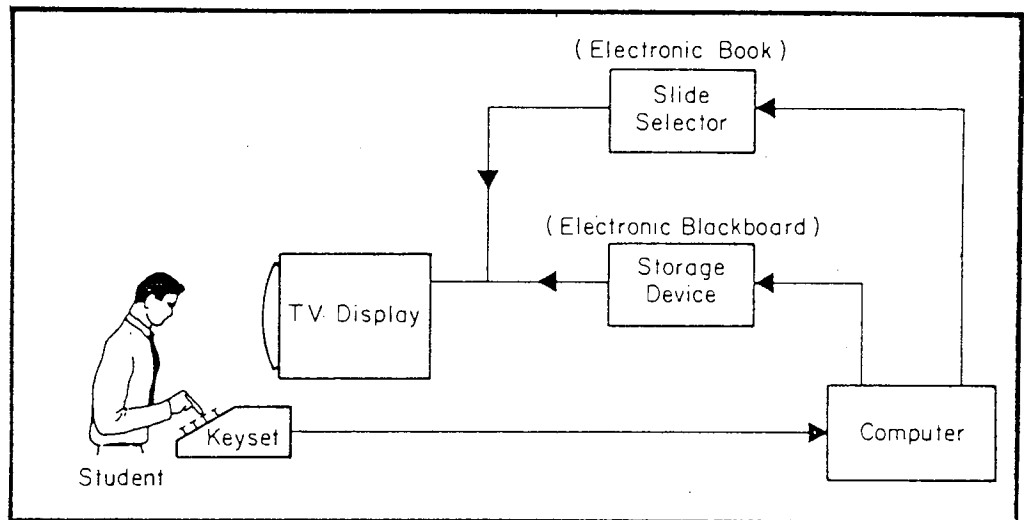 (Electronic Book)
Slide
Selector
(Electronic Blackboard)
Storage
Device
TV Display
Keyset
Computer
Student